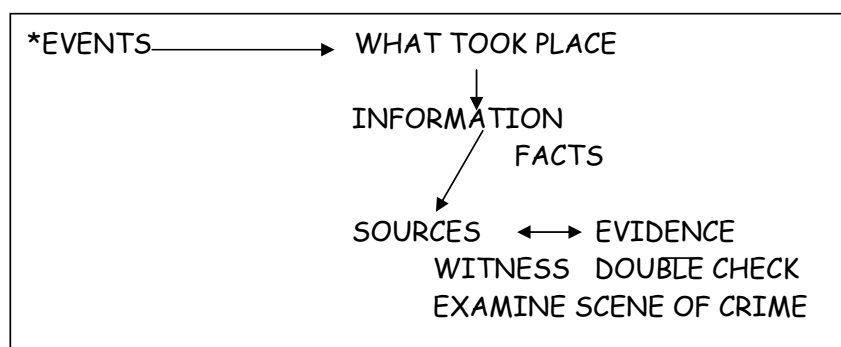 *EVENTS WHAT TOOK PLACE
INFORMATION
FACTS
SOURCES EVIDENCE
WITNESS DOUBLE CHECK
EXAMINE SCENE OF CRIME